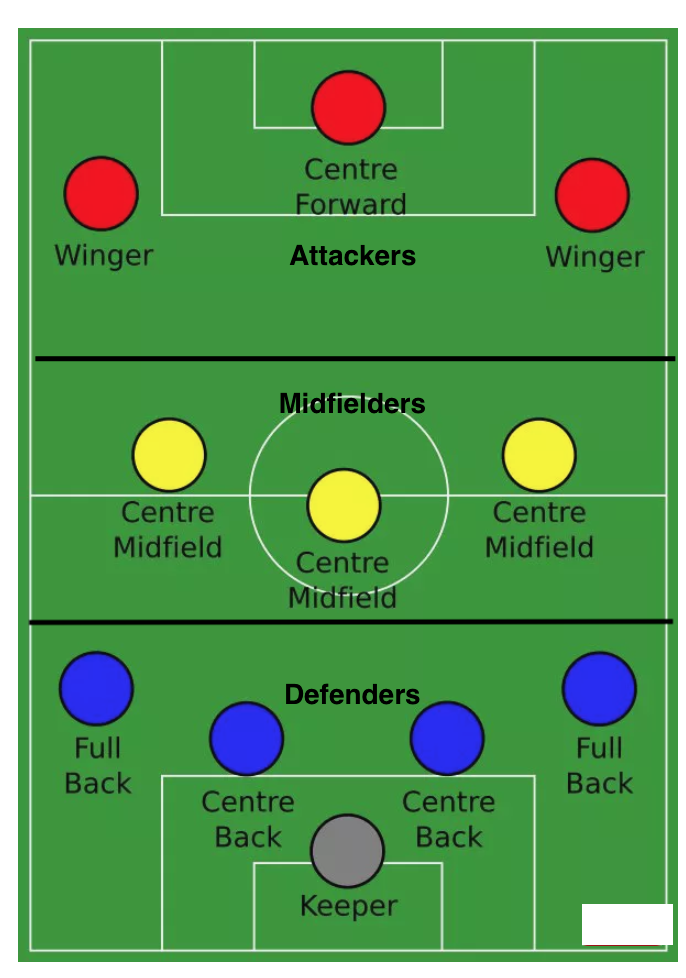 Centre
Forward
Winger
Attackers
Winger
Midfielders
Centre
Midfield
Centre
Midfield
Centre
Midfield
Defenders
Full
Back
Centre
Back
Centre
Back
Full
Back
Keeper